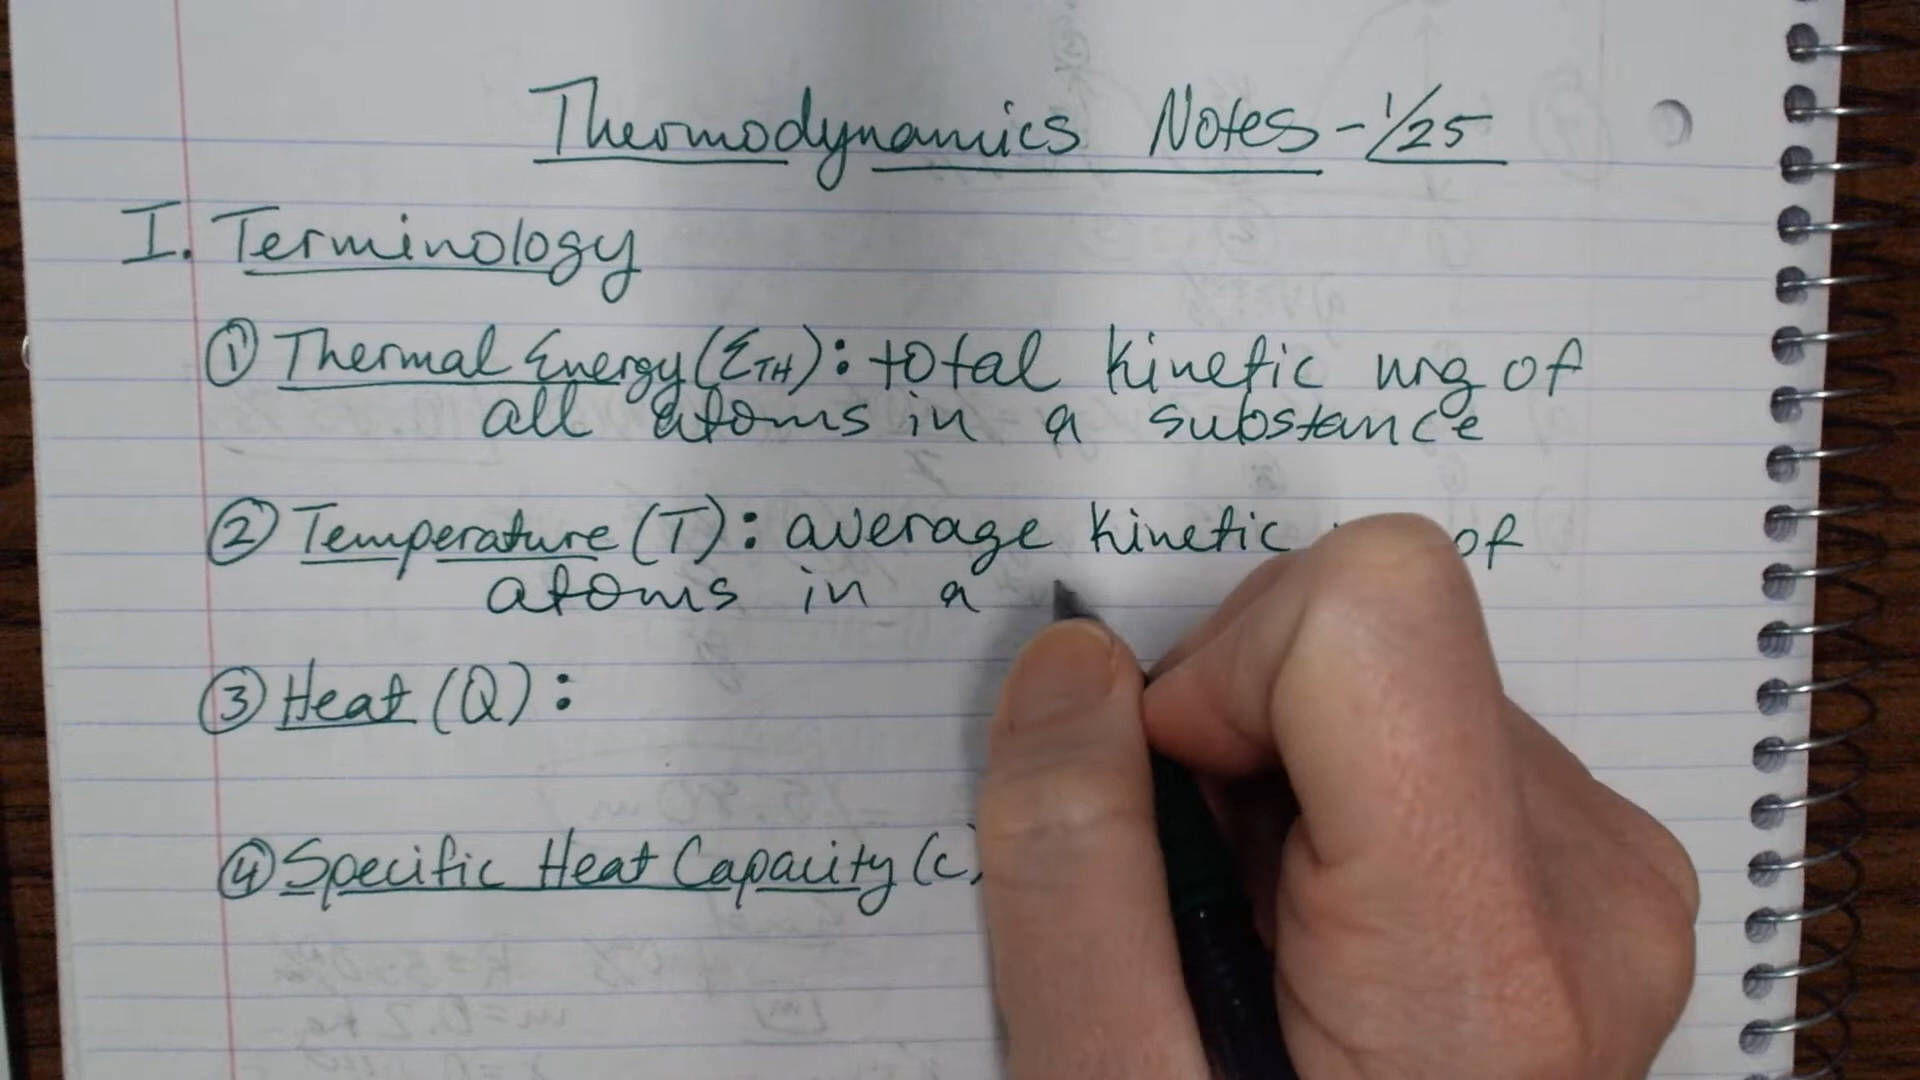 Thermodynamics Notes - 1/25
I. Terminology
① Thermal Energy (ETH): total kinetic nrg of
all atoms in a substance
② Temperature (T): average kinetic of
atoms in a
③ Heat (Q):
④ Specific Heat Capacity (c)